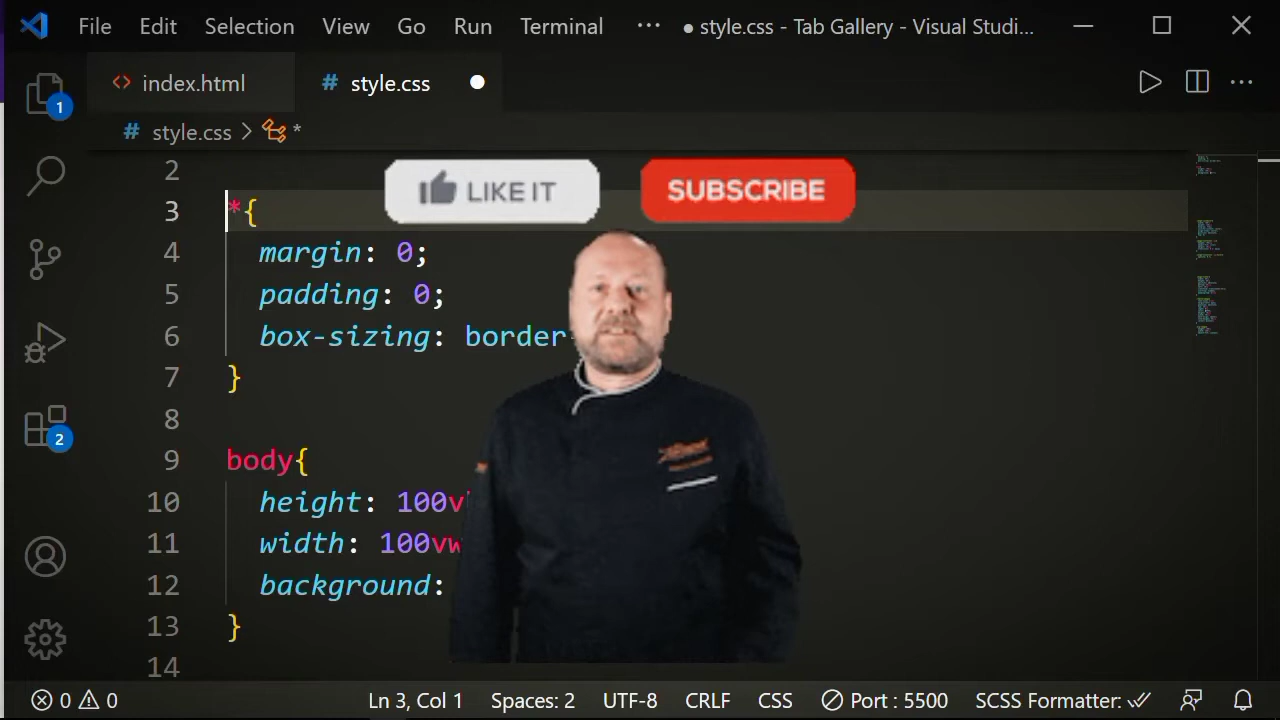 File Edit Selection View Go Run Terminal ··· ● style.css - Tab Gallery - Visual Studi...
<> index.html # style.css ●
# style.css > *
2
LIKE IT SUBSCRIBE
3 *{
4 margin: 0;
5 padding: 0;
6 box-sizing: border
7 }
8
9 body{
10 height: 100v
11 width: 100vw
12 background:
13 }
14
1
2
0 0 Ln 3, Col 1 Spaces: 2 UTF-8 CRLF CSS Port : 5500 SCSS Formatter: